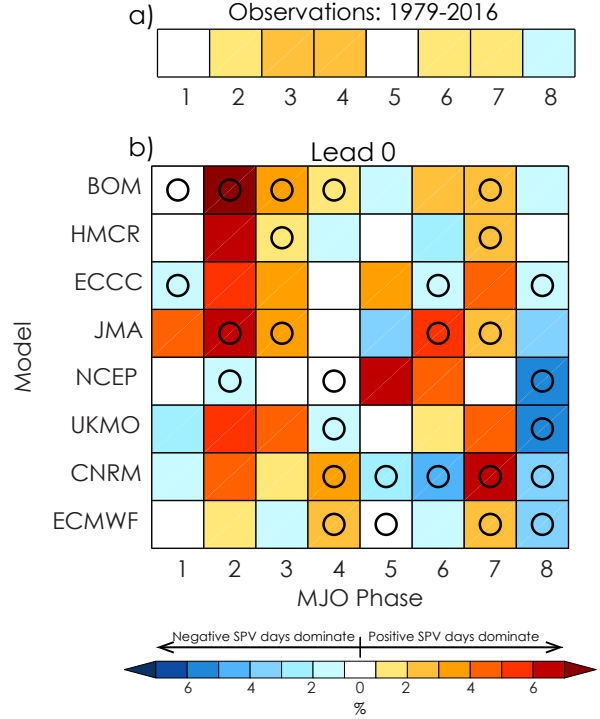 a)
Observations: 1979-2016
1 2 3 4 5 6 7 8
b)
Lead 0
Model
BOM
HMCR
ECCC
JMA
NCEP
UKMO
CNRM
ECMWF
1 2 3 4 5 6 7 8
MJO Phase
Negative SPV days dominate Positive SPV days dominate
6 4 2 0 2 4 6
%